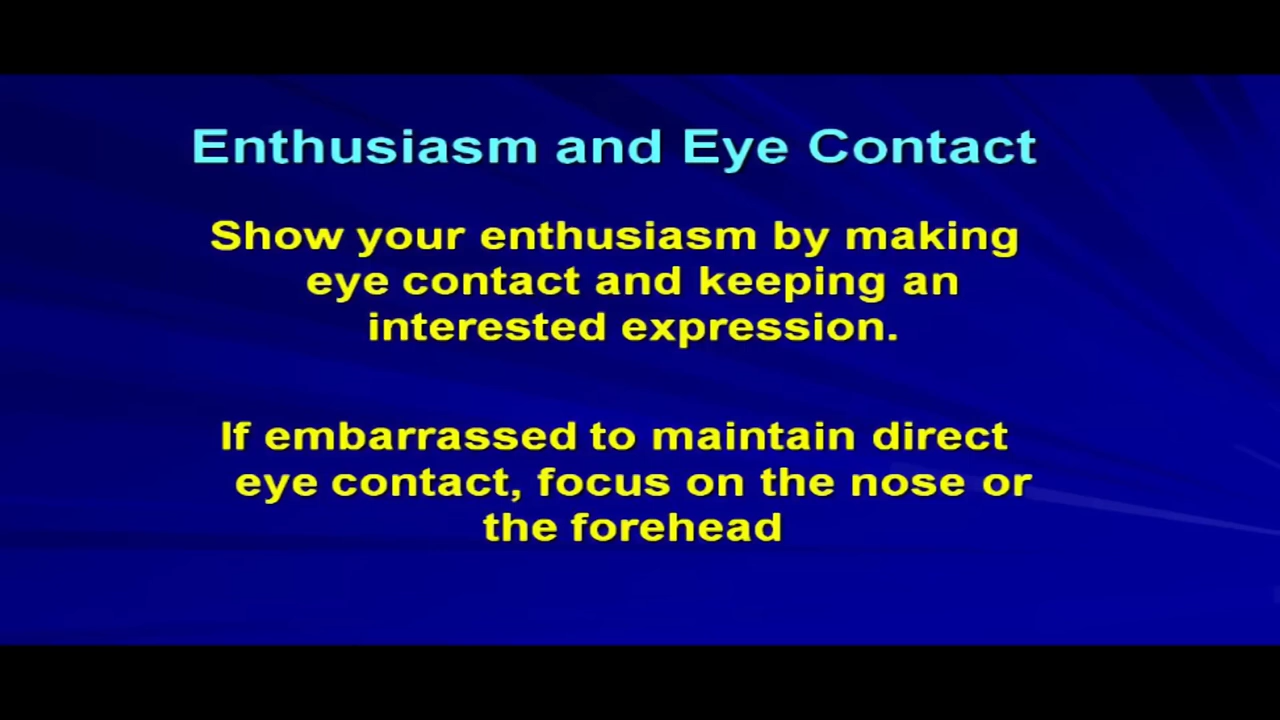 Enthusiasm and Eye Contact
Show your enthusiasm by making
eye contact and keeping an
interested expression.
If embarrassed to maintain direct
eye contact, focus on the nose or
the forehead